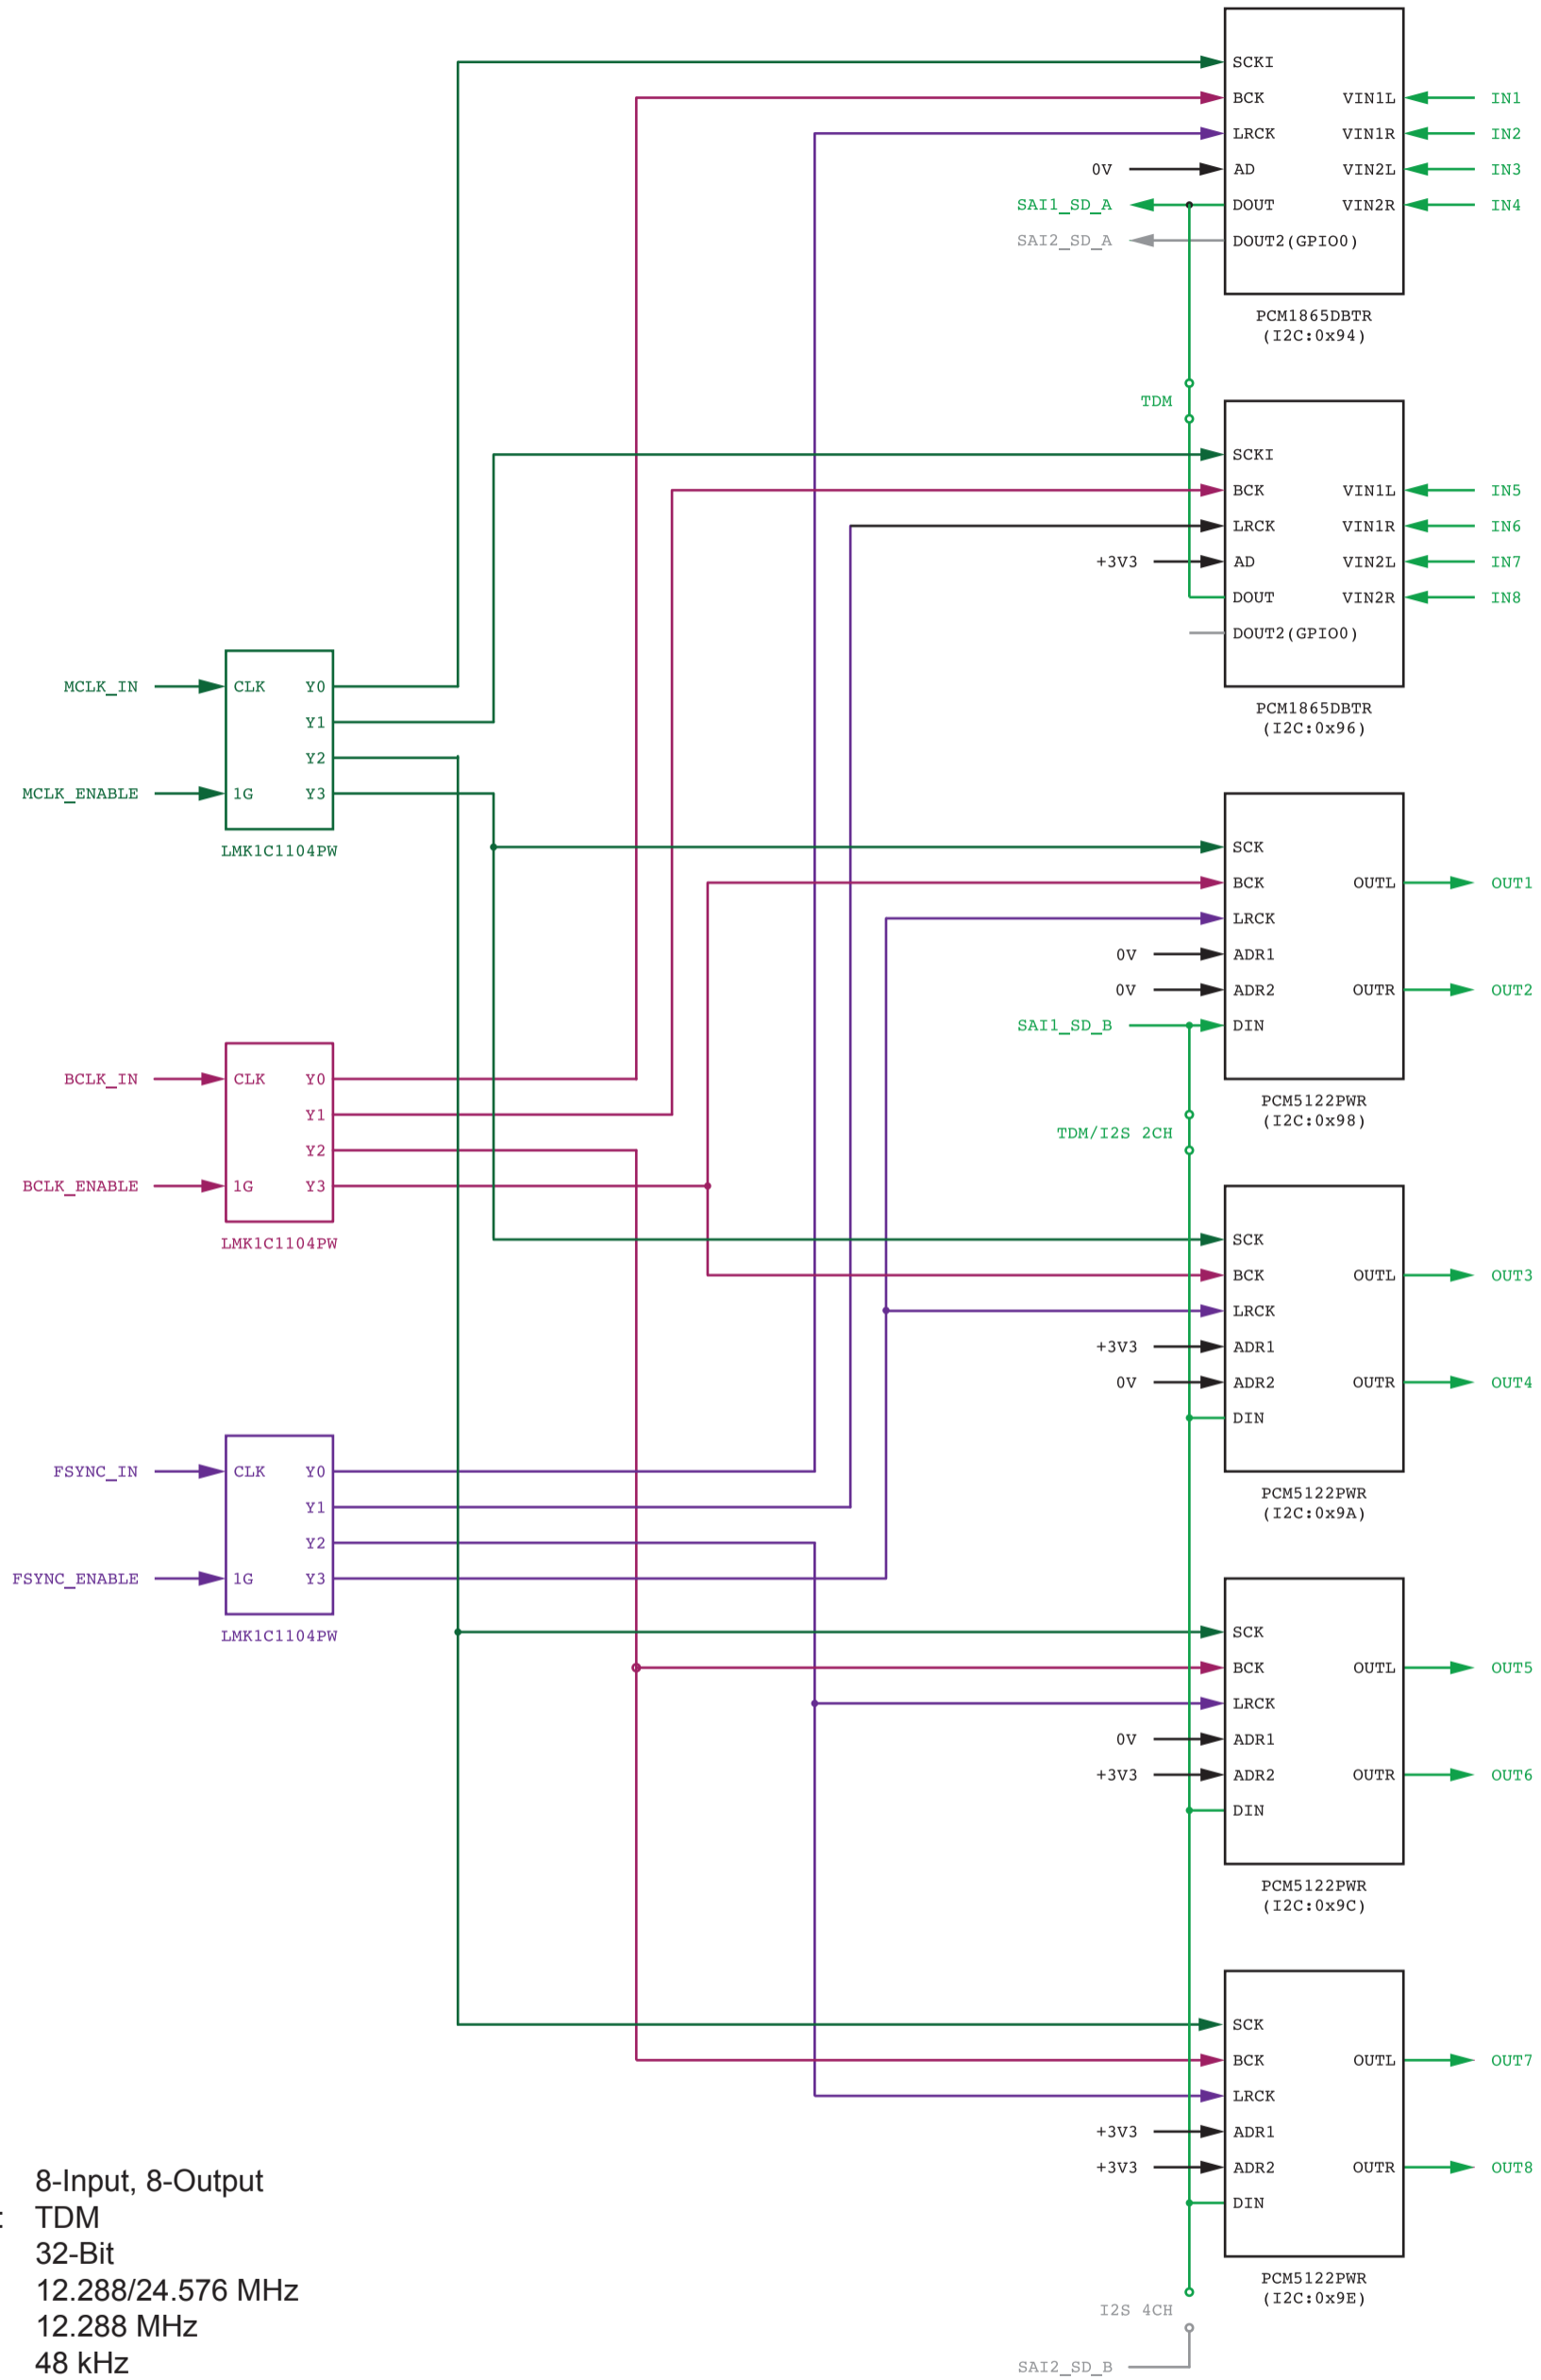 SCKI
BCK VIN1L IN1
LRCK VIN1R IN2
0V AD VIN2L IN3
SAI1_SD_A DOUT VIN2R IN4
SAI2_SD_A DOUT2(GPIO0)
PCM1865DBTR
(I2C:0x94)
TDM
SCKI
BCK VIN1L IN5
LRCK VIN1R IN6
+3V3 AD VIN2L IN7
DOUT VIN2R IN8
DOUT2(GPIO0)
PCM1865DBTR
(I2C:0x96)
MCLK_IN CLK Y0
Y1
Y2
MCLK_ENABLE 1G Y3
LMK1C1104PW
SCK
BCK OUTL OUT1
LRCK
0V ADR1
0V ADR2 OUTR OUT2
SAI1_SD_B DIN
PCM5122PWR
(I2C:0x98)
TDM/I2S 2CH
BCLK_IN CLK Y0
Y1
Y2
BCLK_ENABLE 1G Y3
LMK1C1104PW
SCK
BCK OUTL OUT3
LRCK
+3V3 ADR1
0V ADR2 OUTR OUT4
DIN
PCM5122PWR
(I2C:0x9A)
FSYNC_IN CLK Y0
Y1
Y2
FSYNC_ENABLE 1G Y3
LMK1C1104PW
SCK
BCK OUTL OUT5
LRCK
0V ADR1
+3V3 ADR2 OUTR OUT6
DIN
PCM5122PWR
(I2C:0x9C)
SCK
BCK OUTL OUT7
LRCK
+3V3 ADR1
+3V3 ADR2 OUTR OUT8
DIN
PCM5122PWR
(I2C:0x9E)
I2S 4CH
SAI2_SD_B
8-Input, 8-Output
: TDM
32-Bit
12.288/24.576 MHz
12.288 MHz
48 kHz